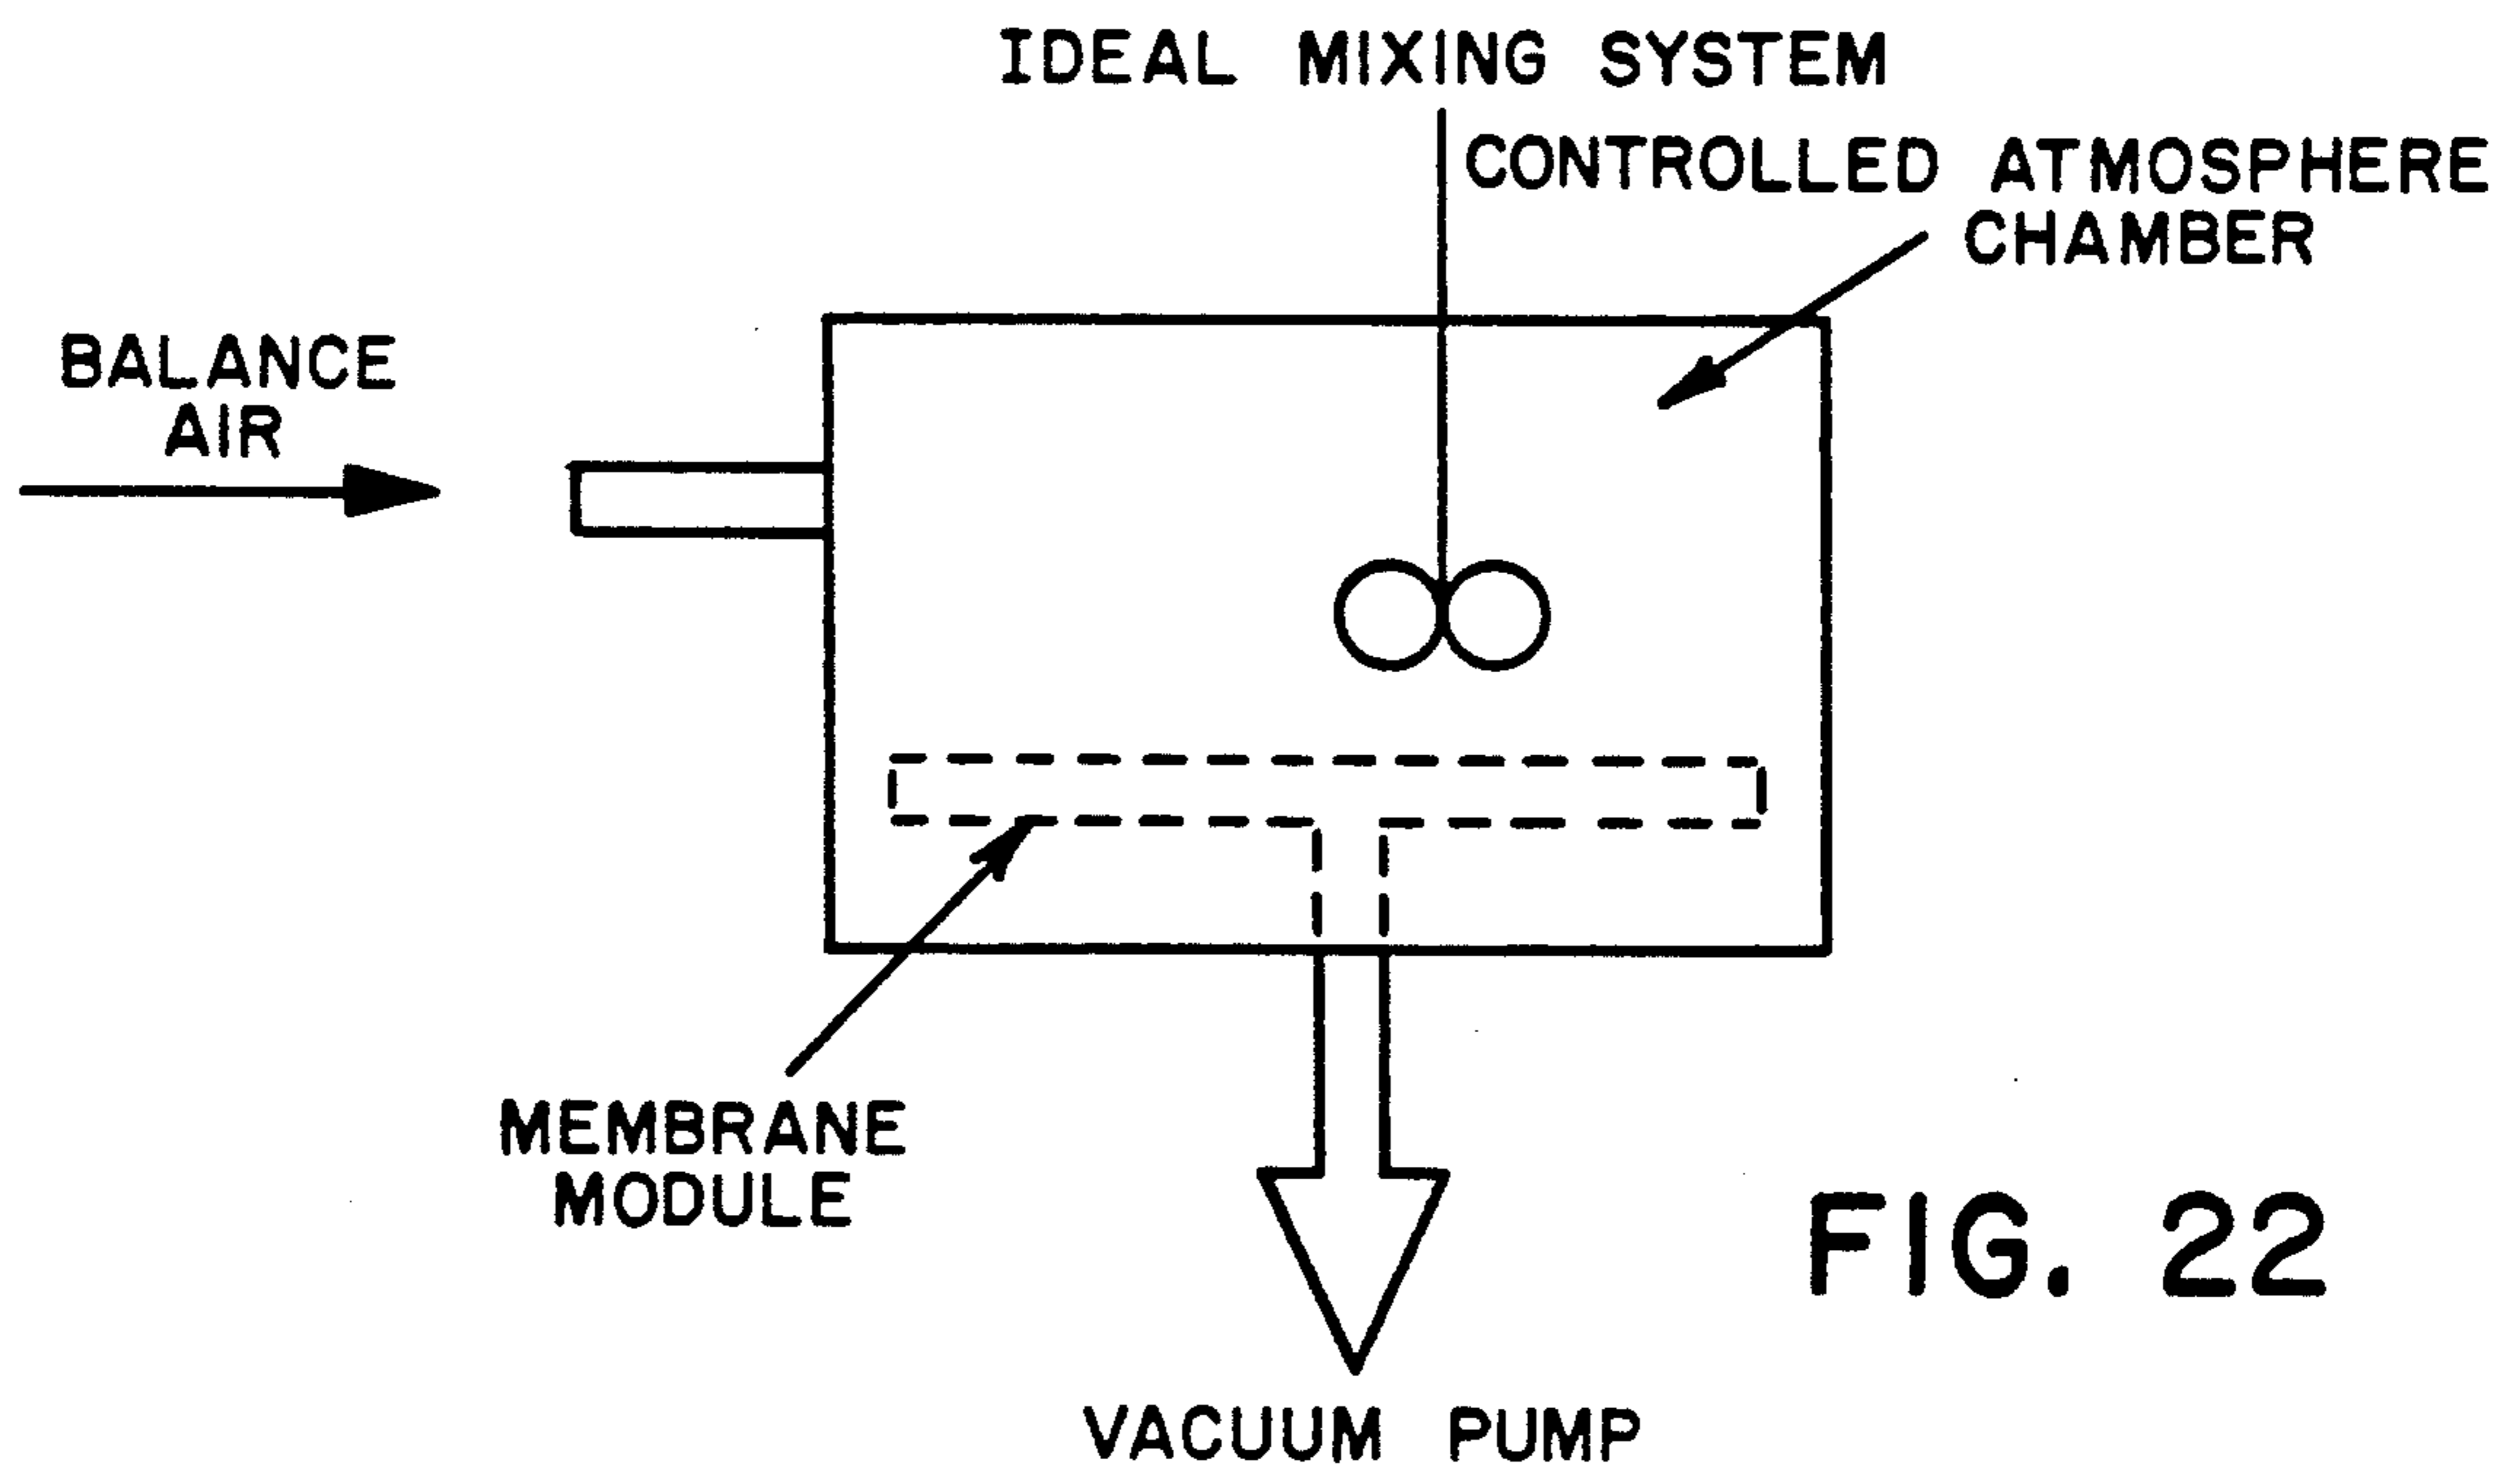 IDEAL MIXING SYSTEM
CONTROLLED ATMOSPHERE
CHAMBER
BALANCE
AIR
MEMBRANE
MODULE
FIG. 22
VACUUM PUMP